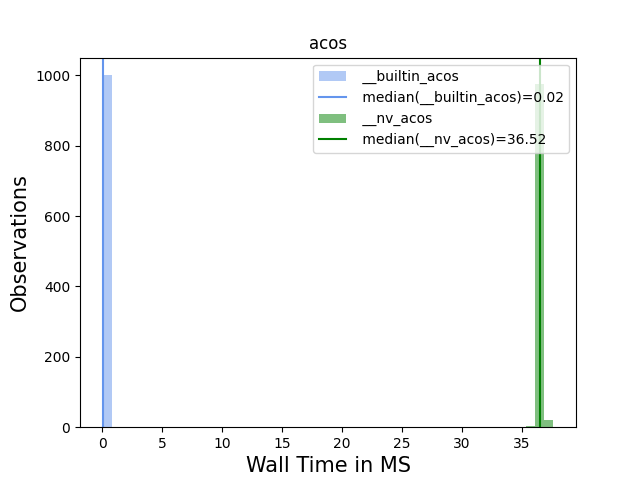 acos
1000
800
600
400
200
0
Observations
__builtin_acos
median(__builtin_acos)=0.02
__nv_acos
median(__nv_acos)=36.52
0 5 10 15 20 25 30 35
Wall Time in MS